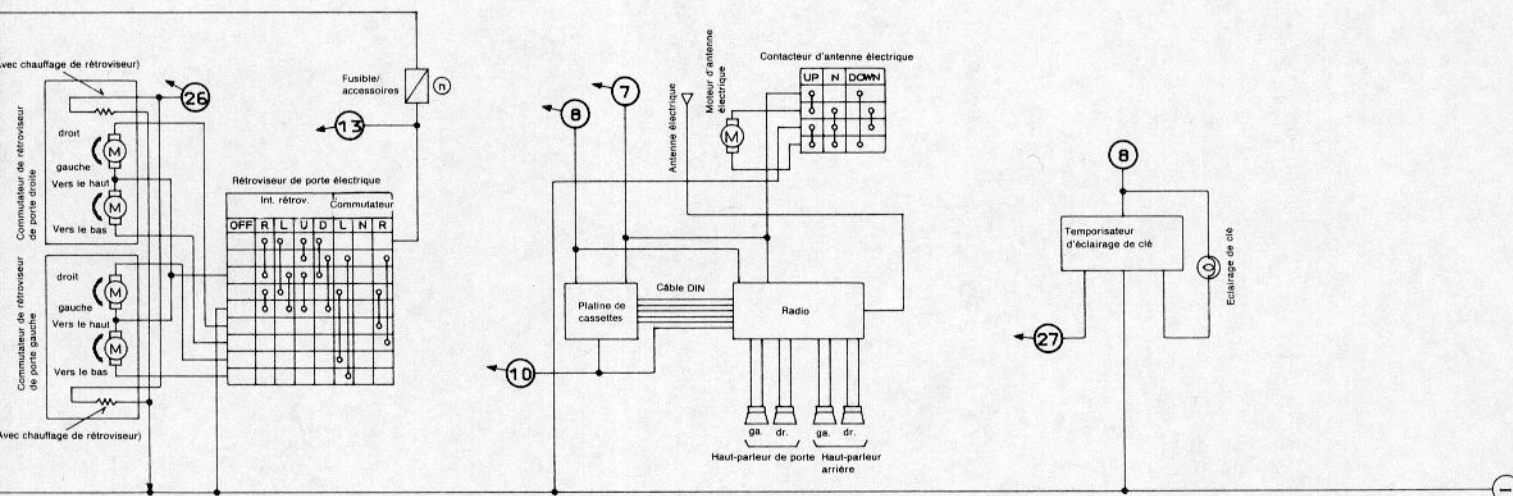 Avec chauffage de rétroviseur)
26
Commutateur de rétroviseur
de porte droite
droit
M
gauche
Vers le haut
M
Vers le bas
Commutateur de rétroviseur
de porte gauche
droit
M
gauche
Vers le haut
M
Vers le bas
Avec chauffage de rétroviseur)
Fusible/
accessoires
n
13
Rétroviseur de porte électrique
Int. rétrov.
Commutateur
OFF R L U D L N R
8
7
Antenne électrique
Moteur d'antenne
électrique
M
Contacteur d'antenne électrique
UP N DOWN
Platine de
cassettes
Câble DIN
Radio
10
ga. dr. ga. dr.
Haut-parleur de porte
Haut-parleur
arrière
8
Temporisateur
d'éclairage de clé
Eclairage de clé
27